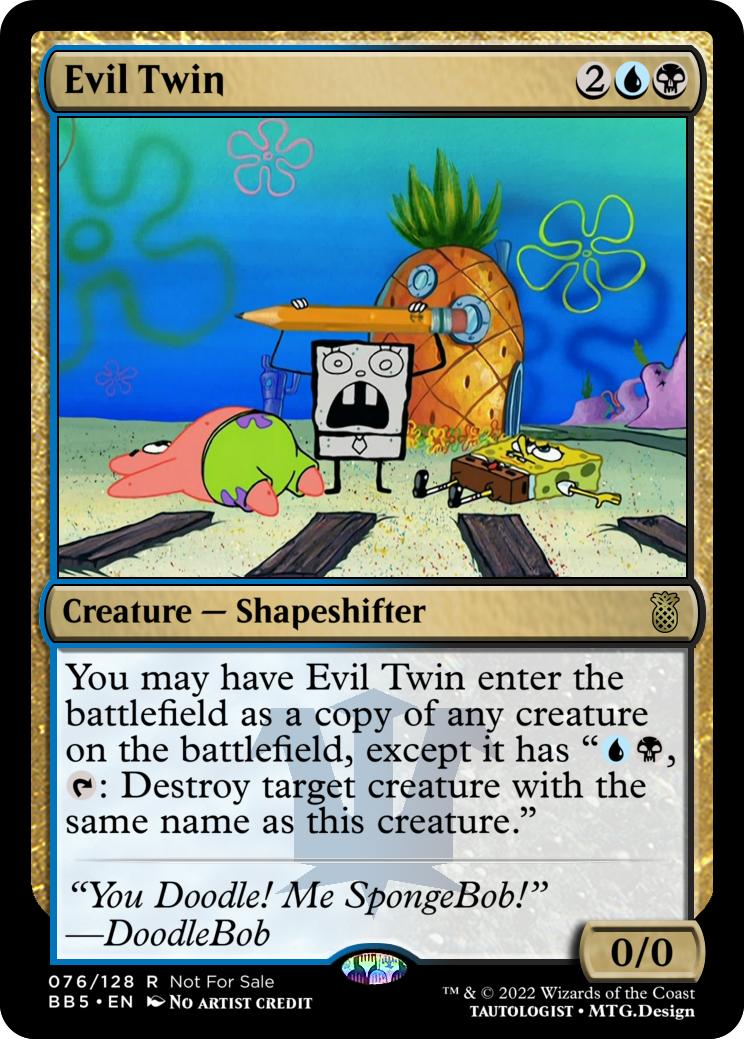 Evil Twin 2
Creature — Shapeshifter
You may have Evil Twin enter the
battlefield as a copy of any creature
on the battlefield, except it has “ ,
: Destroy target creature with the
same name as this creature.”
“You Doodle! Me SpongeBob!”
—DoodleBob
0/0
076/128 R Not For Sale
BB5 • EN No artist credit
™ & © 2022 Wizards of the Coast
TAUTOLOGIST • MTG.Design